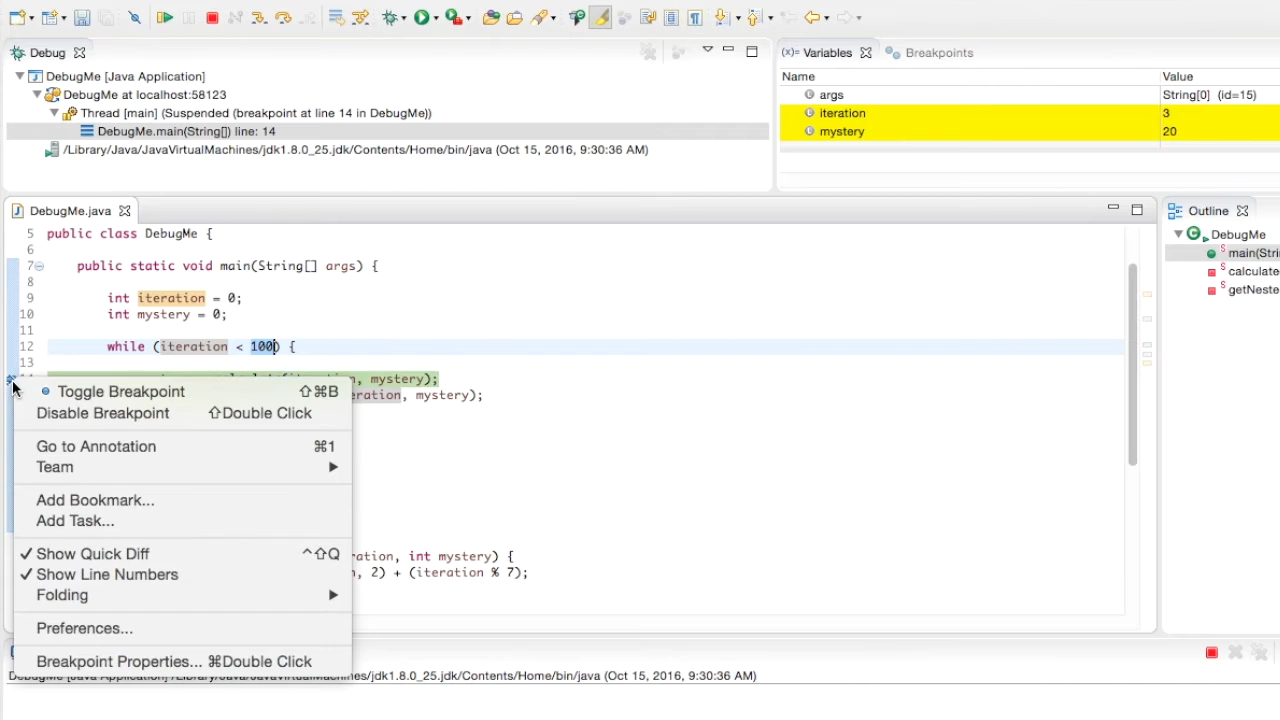 Debug
DebugMe [Java Application]
DebugMe at localhost:58123
Thread [main] (Suspended (breakpoint at line 14 in DebugMe))
DebugMe.main(String[]) line: 14
/Library/Java/JavaVirtualMachines/jdk1.8.0_25.jdk/Contents/Home/bin/java (Oct 15, 2016, 9:30:36 AM)
(x)= Variables
Breakpoints
Name Value
args String[0] (id=15)
iteration 3
mystery 20
DebugMe.java
5 public class DebugMe {
6
7 public static void main(String[] args) {
8
9 int iteration = 0;
10 int mystery = 0;
11
12 while (iteration < 100) {
13
, mystery);
eration, mystery);
ration, int mystery) {
, 2) + (iteration % 7);
Toggle Breakpoint ⇧⌘B
Disable Breakpoint ⇧Double Click
Go to Annotation ⌘1
Team
Add Bookmark...
Add Task...
✓ Show Quick Diff ^⇧Q
✓ Show Line Numbers
Folding
Preferences...
Breakpoint Properties... ⌘Double Click
Outline
DebugMe
main(Stri
calculate
getNeste
DebugMe [Java Application] /Library/Java/JavaVirtualMachines/jdk1.8.0_25.jdk/Contents/Home/bin/java (Oct 15, 2016, 9:30:36 AM)